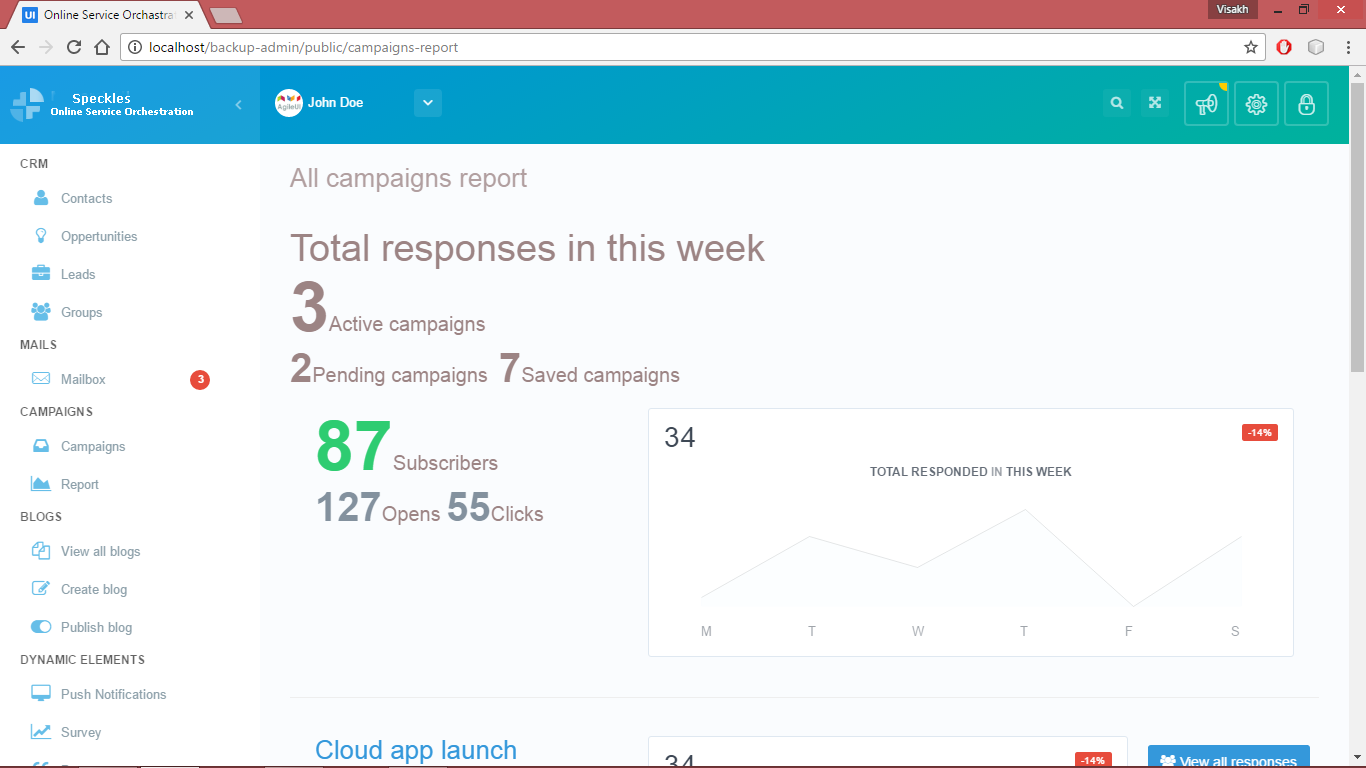 Online Service Orchestra
Visakh
localhost/backup-admin/public/campaigns-report
Speckles
Online Service Orchestration
John Doe
CRM
Contacts
Oppertunities
Leads
Groups
MAILS
Mailbox 3
CAMPAIGNS
Campaigns
Report
BLOGS
View all blogs
Create blog
Publish blog
DYNAMIC ELEMENTS
Push Notifications
Survey
All campaigns report
Total responses in this week
3Active campaigns
2Pending campaigns 7Saved campaigns
87 Subscribers
127Opens 55Clicks
34 -14%
TOTAL RESPONDED IN THIS WEEK
M T W T F S
Cloud app launch
34 -14%
View all responses